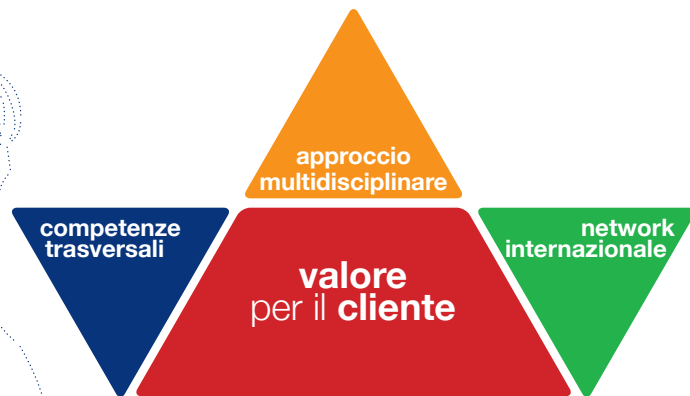 approccio
multidisciplinare
competenze
trasversali
network
internazionale
valore
per il cliente